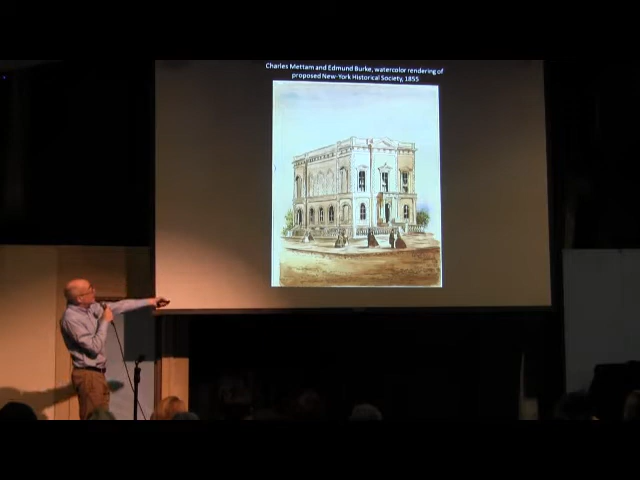 Charles Mettam and Edmund Burke, watercolor rendering of
proposed New-York Historical Society, 1855